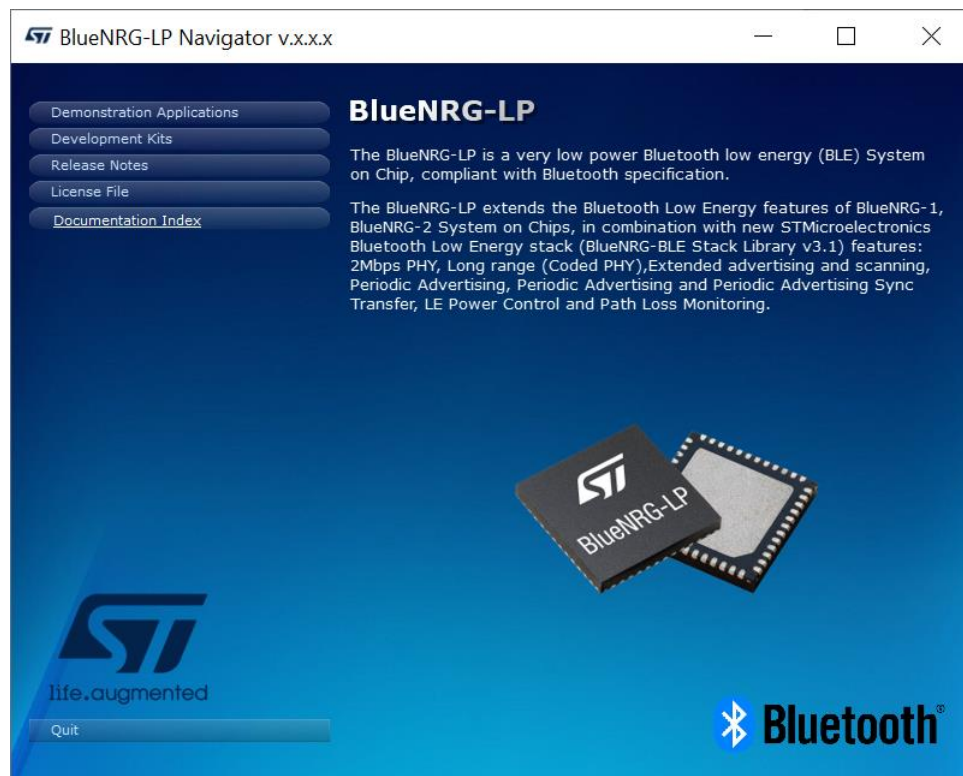 BlueNRG-LP Navigator v.x.x.x
Demonstration Applications
Development Kits
Release Notes
License File
Documentation Index
BlueNRG-LP
The BlueNRG-LP is a very low power Bluetooth low energy (BLE) System
on Chip, compliant with Bluetooth specification.
The BlueNRG-LP extends the Bluetooth Low Energy features of BlueNRG-1,
BlueNRG-2 System on Chips, in combination with new STMicroelectronics
Bluetooth Low Energy stack (BlueNRG-BLE Stack Library v3.1) features:
2Mbps PHY, Long range (Coded PHY),Extended advertising and scanning,
Periodic Advertising, Periodic Advertising and Periodic Advertising Sync
Transfer, LE Power Control and Path Loss Monitoring.
ST
BlueNRG-LP
ST
life.augmented
Quit
Bluetooth®